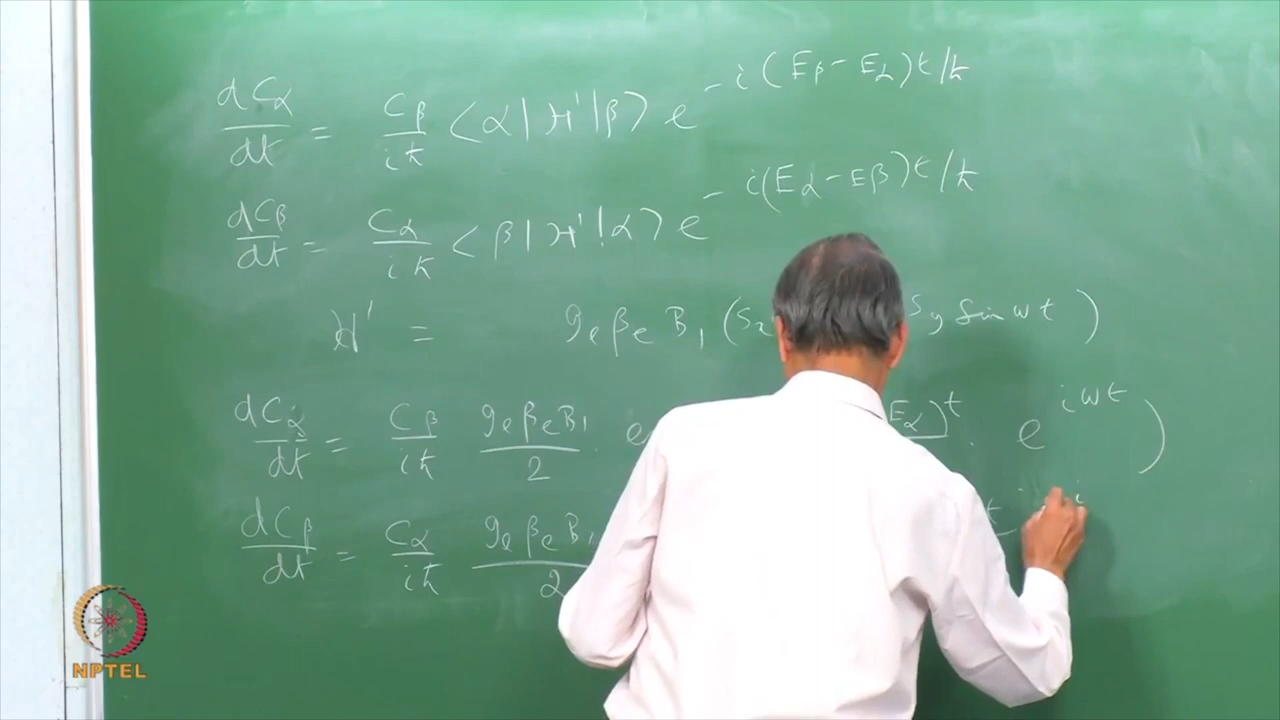 dCα/dt = Cβ/iħ <α|H'|β> e^{-i(Eβ-Eα)t/ħ}
dCβ/dt = Cα/iħ <β|H'|α> e^{-i(Eα-Eβ)t/ħ}
H' = geβeB1(Sx Sy Sin ωt)
dCα/dt = Cβ/iħ geβeB1/2 . e Eα)t . e^{iωt})
dCβ/dt = Cα/iħ geβeB1/2 t
NPTEL